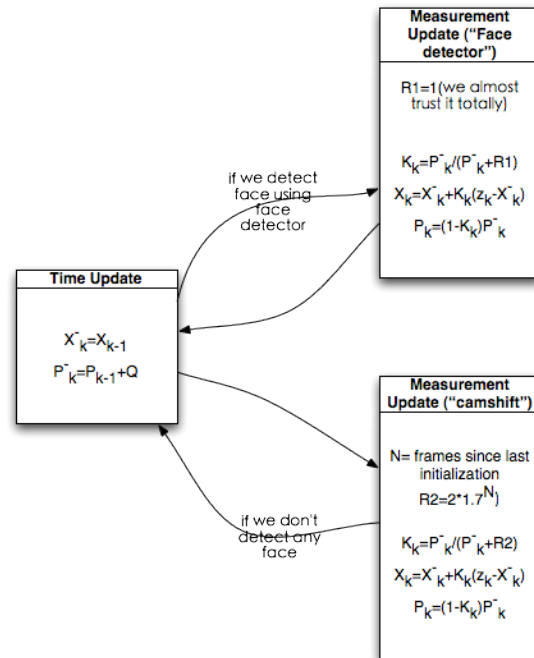 Measurement
Update ("Face
detector")
R1=1(we almost
trust it totally)
Kₖ=P⁻ₖ/(P⁻ₖ+R1)
Xₖ=X⁻ₖ+Kₖ(zₖ-X⁻ₖ)
Pₖ=(1-Kₖ)P⁻ₖ
if we detect
face using
face
detector
Time Update
X⁻ₖ=Xₖ₋₁
P⁻ₖ=Pₖ₋₁+Q
Measurement
Update ("camshift")
N= frames since last
initialization
R2=2*1.7ᴺ)
Kₖ=P⁻ₖ/(P⁻ₖ+R2)
Xₖ=X⁻ₖ+Kₖ(zₖ-X⁻ₖ)
Pₖ=(1-Kₖ)P⁻ₖ
if we don't
detect any
face